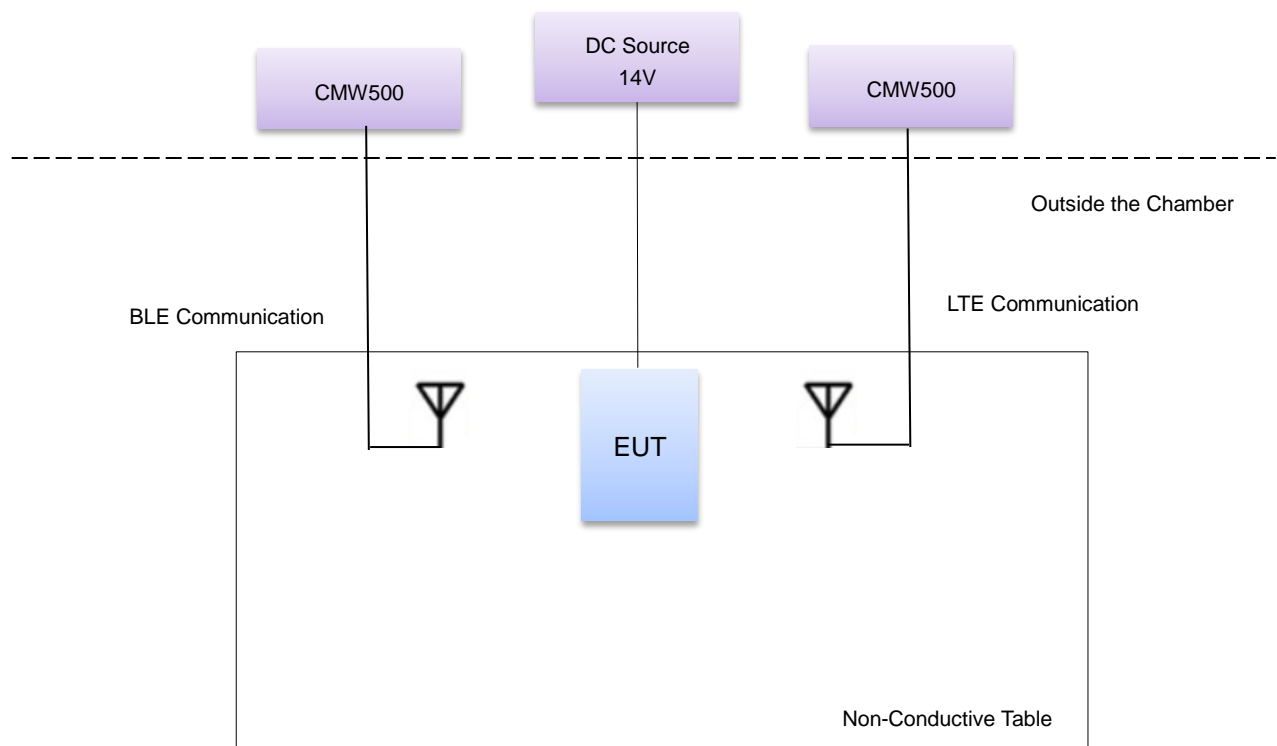 DC Source
14V
CMW500
CMW500
Outside the Chamber
BLE Communication
LTE Communication
EUT
Non-Conductive Table